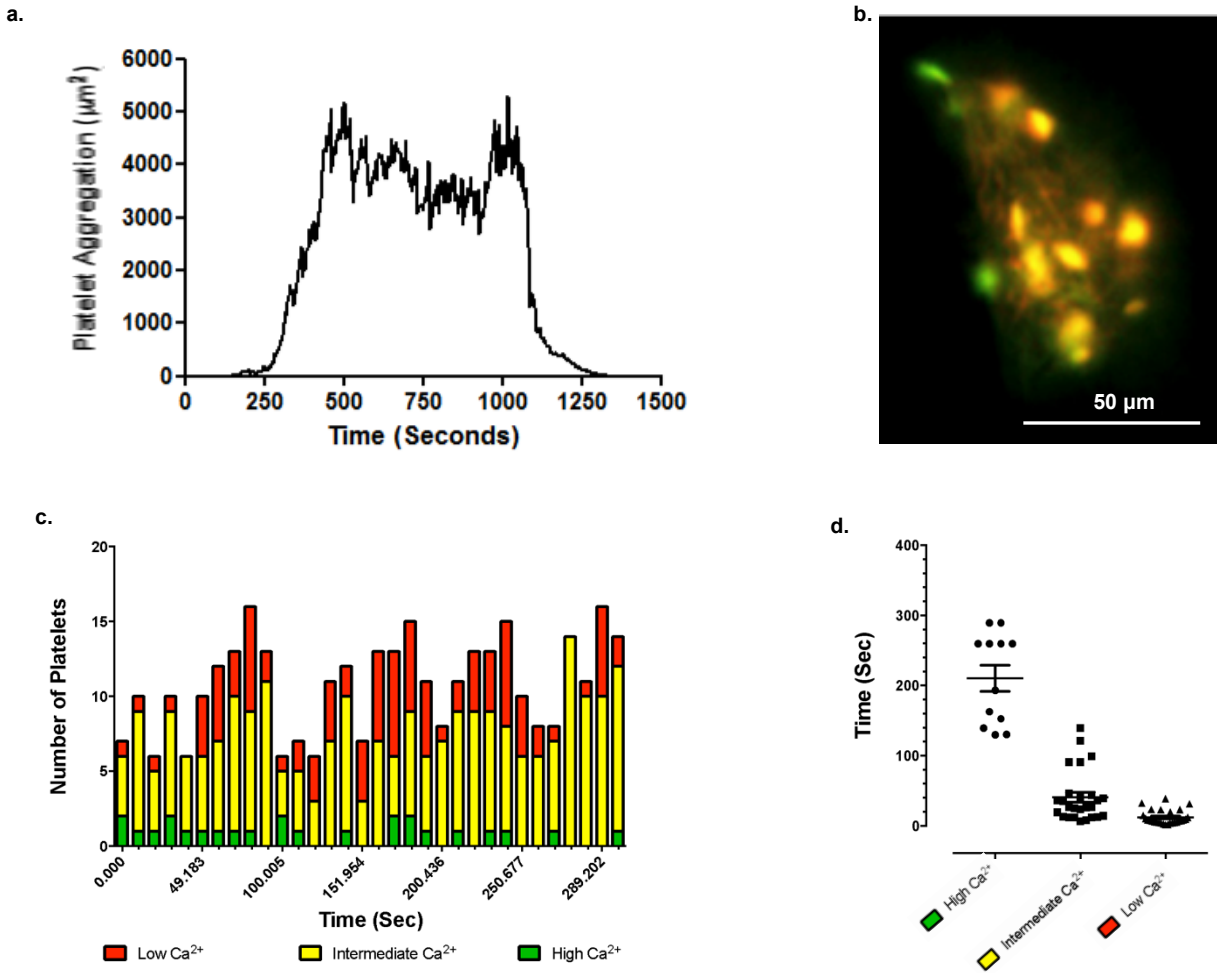 a.
6000
5000
4000
3000
2000
1000
0
Platelet Aggregation (µm²)
0 250 500 750 1000 1250 1500
Time (Seconds)
b.
50 µm
c.
20
15
10
5
0
Number of Platelets
0.000 49.183 100.005 151.954 200.436 250.677 289.202
Time (Sec)
Low Ca²⁺ Intermediate Ca²⁺ High Ca²⁺
d.
400
300
200
100
0
Time (Sec)
High Ca²⁺
Intermediate Ca²⁺
Low Ca²⁺